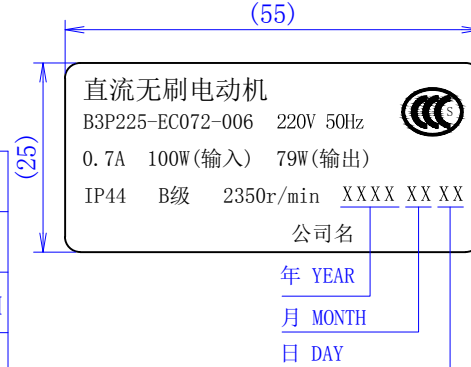 (55)
(25)
直流无刷电动机
B3P225-EC072-006 220V 50Hz
S
0.7A 100W(输入) 79W(输出)
IP44 B级 2350r/min XXXX XX XX
公司名
年 YEAR
月 MONTH
日 DAY